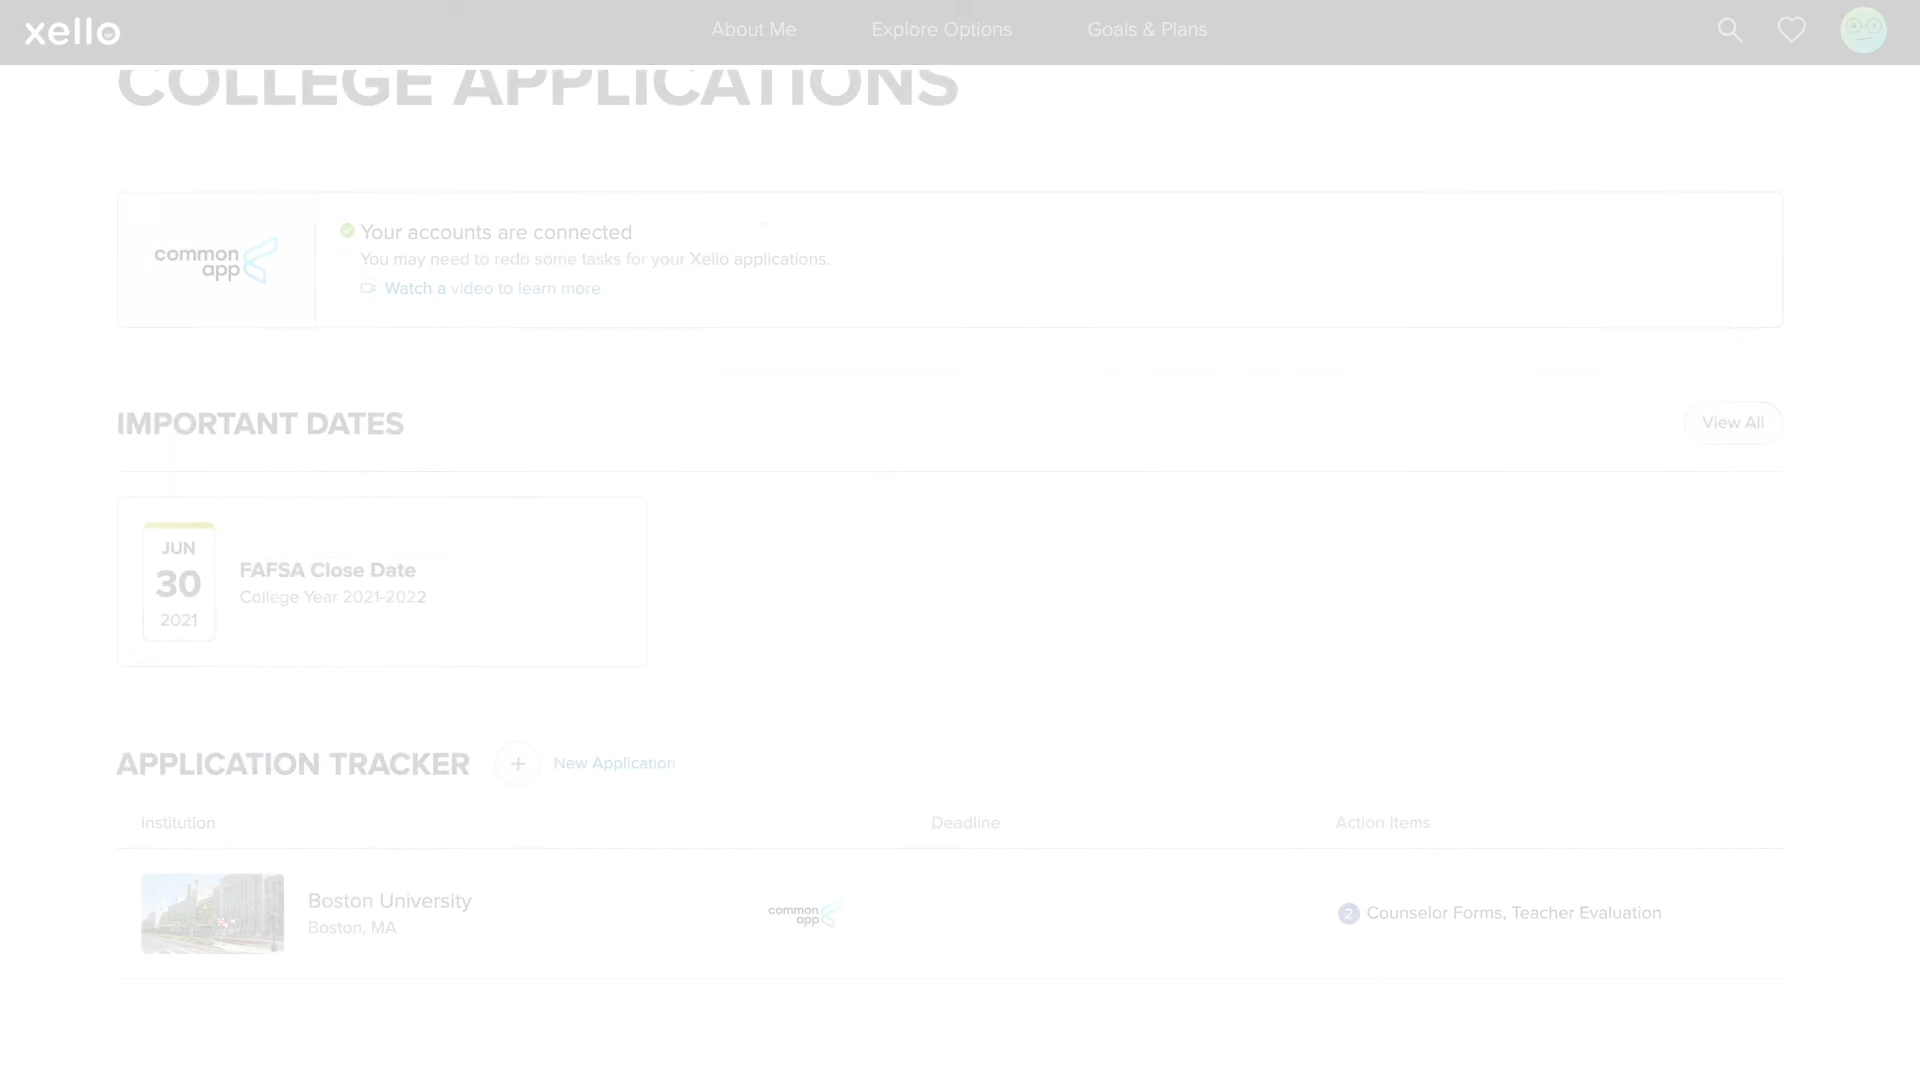 xello
About Me
Explore Options
Goals & Plans
COLLEGE APPLICATIONS
common
app
Your accounts are connected
You may need to redo some tasks for your Xello applications.
Watch a video to learn more
IMPORTANT DATES
View All
JUN
30
2021
FAFSA Close Date
College Year 2021-2022
APPLICATION TRACKER
+
New Application
Institution
Deadline
Action Items
Boston University
Boston, MA
common
app
2 Counselor Forms, Teacher Evaluation